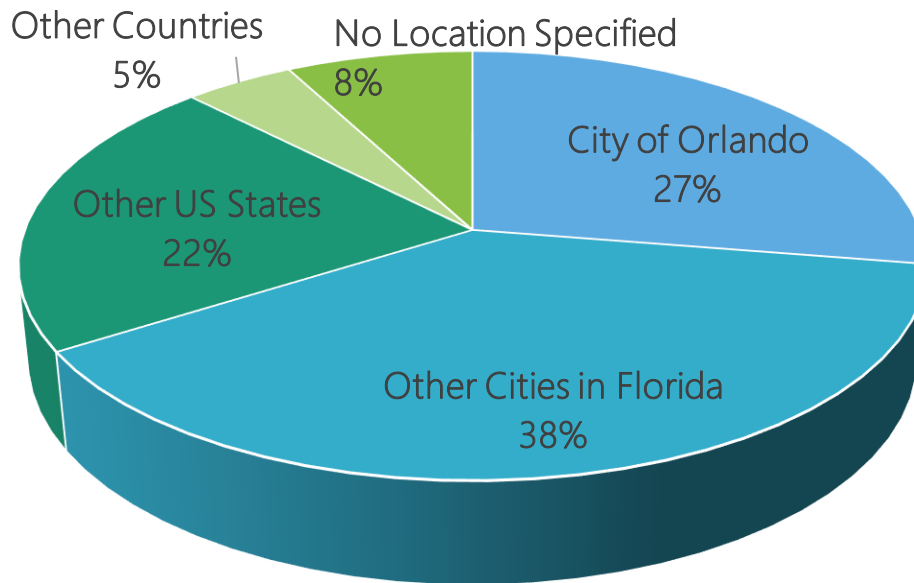 Other Countries
5%
No Location Specified
8%
City of Orlando
27%
Other US States
22%
Other Cities in Florida
38%